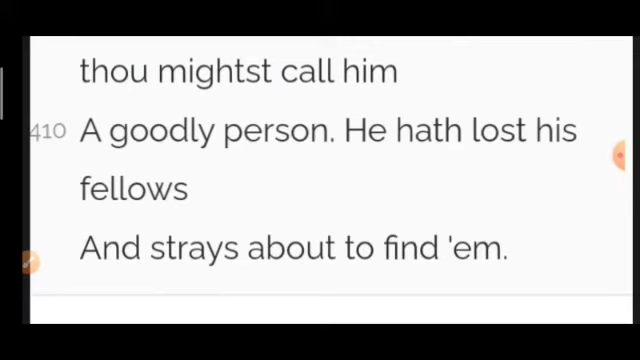 thou mightst call him
410 A goodly person. He hath lost his
fellows
And strays about to find 'em.